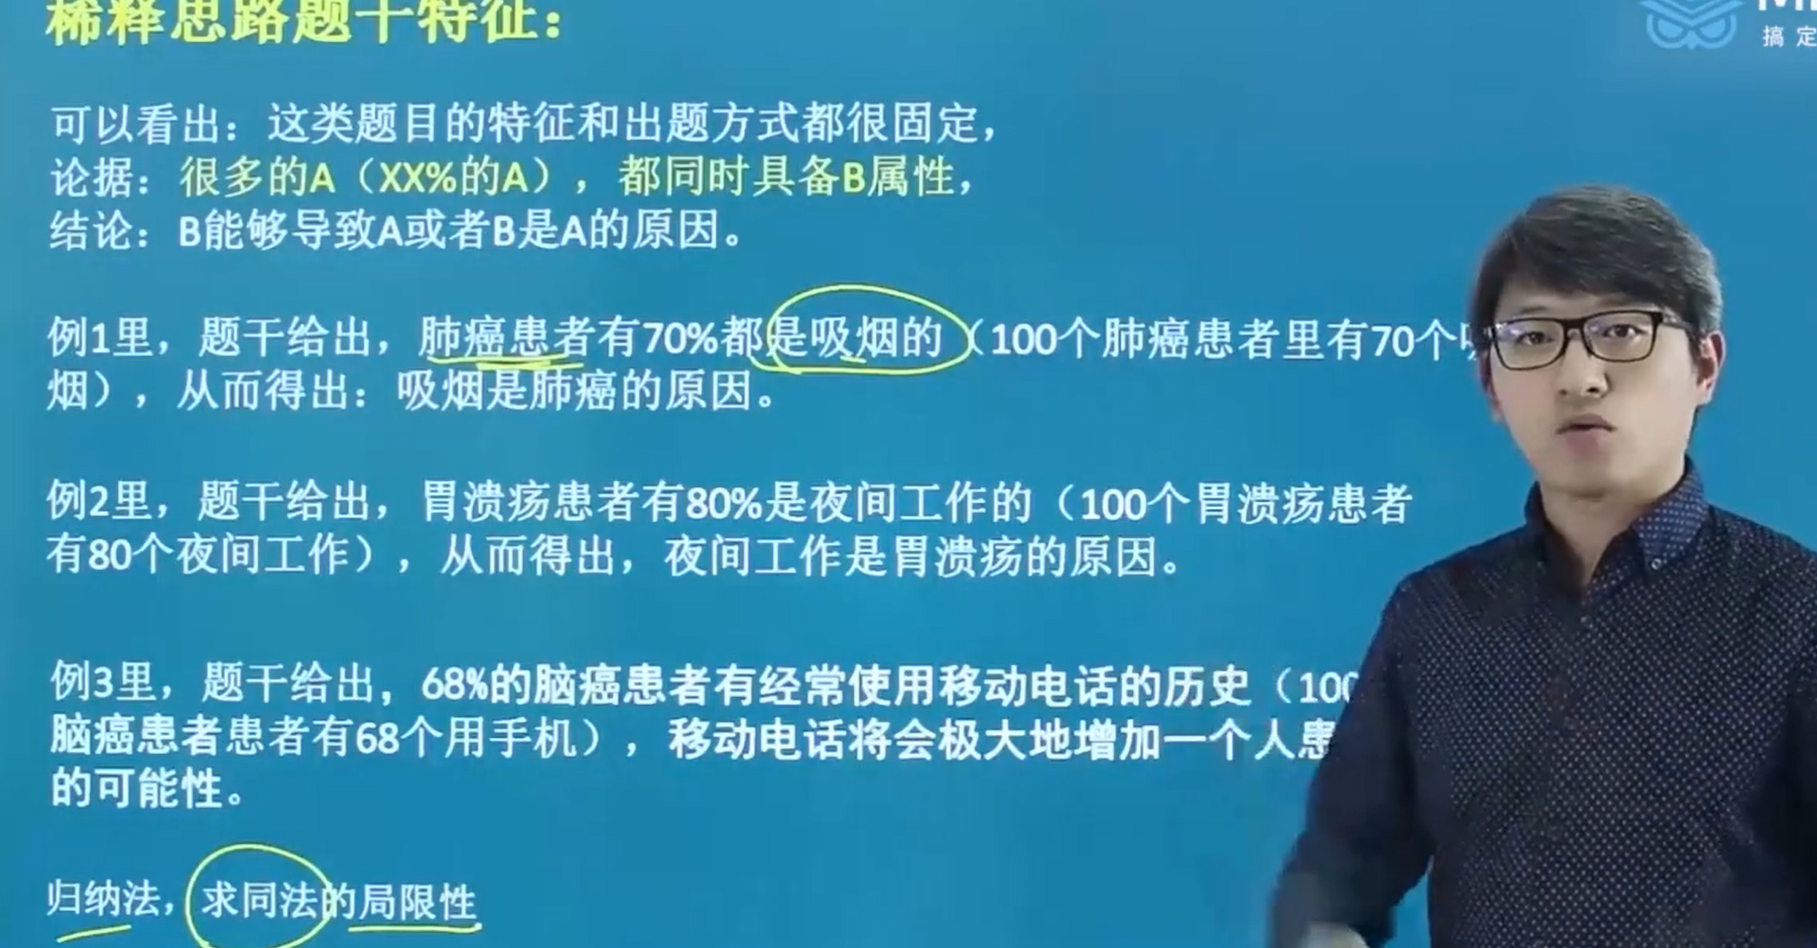 稀释思路题干特征：
搞定
可以看出：这类题目的特征和出题方式都很固定，
论据：很多的A（XX%的A），都同时具备B属性，
结论：B能够导致A或者B是A的原因。
例1里，题干给出，肺癌患者有70%都是吸烟的（100个肺癌患者里有70个
烟），从而得出：吸烟是肺癌的原因。
例2里，题干给出，胃溃疡患者有80%是夜间工作的（100个胃溃疡患者
有80个夜间工作），从而得出，夜间工作是胃溃疡的原因。
例3里，题干给出，68%的脑癌患者有经常使用移动电话的历史（100
脑癌患者患者有68个用手机），移动电话将会极大地增加一个人患
的可能性。
归纳法，求同法的局限性